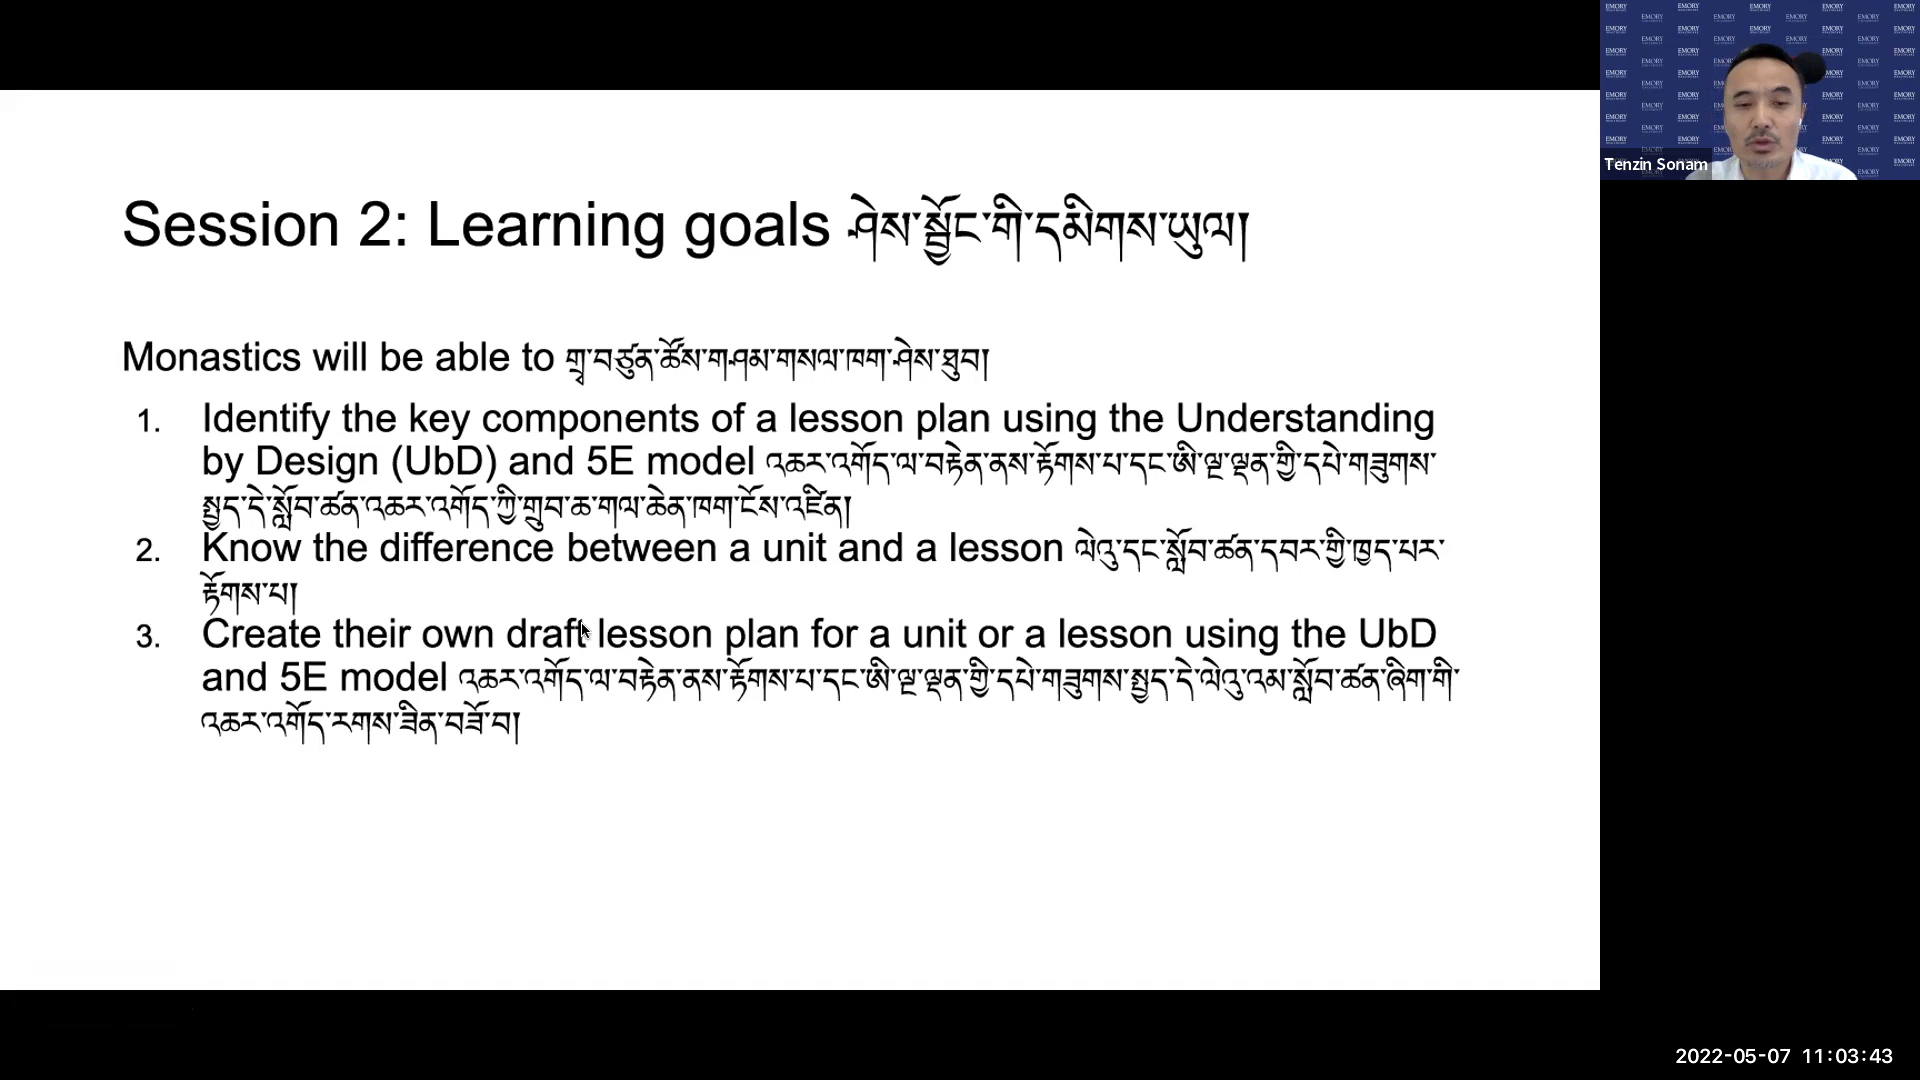 Session 2: Learning goals ཤེས་སྦྱོང་གི་དམིགས་ཡུལ།
Monastics will be able to གྲྭ་བཙུན་ཚོས་གཤམ་གསལ་ཁག་ཤེས་ཐུབ།
1. Identify the key components of a lesson plan using the Understanding
by Design (UbD) and 5E model འཆར་འགོད་ལ་བརྟེན་ནས་རྟོགས་པ་དང་ཨི་ལྔ་ལྡན་གྱི་དཔེ་གཟུགས་
སྤྱད་དེ་སློབ་ཚན་འཆར་འགོད་ཀྱི་གྲུབ་ཆ་གལ་ཆེན་ཁག་ངོས་འཛིན།
2. Know the difference between a unit and a lesson ལེའུ་དང་སློབ་ཚན་དབར་གྱི་ཁྱད་པར་
རྟོགས་པ།
3. Create their own draft lesson plan for a unit or a lesson using the UbD
and 5E model འཆར་འགོད་ལ་བརྟེན་ནས་རྟོགས་པ་དང་ཨི་ལྔ་ལྡན་གྱི་དཔེ་གཟུགས་སྤྱད་དེ་ལེའུ་འམ་སློབ་ཚན་ཞིག་གི་
འཆར་འགོད་རགས་ཟིན་བཟོ་བ།
EMORY
Tenzin Sonam
2022-05-07 11:03:43